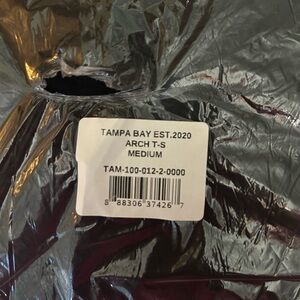 TAMPA BAY EST.2020
ARCH T-S
MEDIUM
TAM-100-012-2-0000
8 88306 37426 7